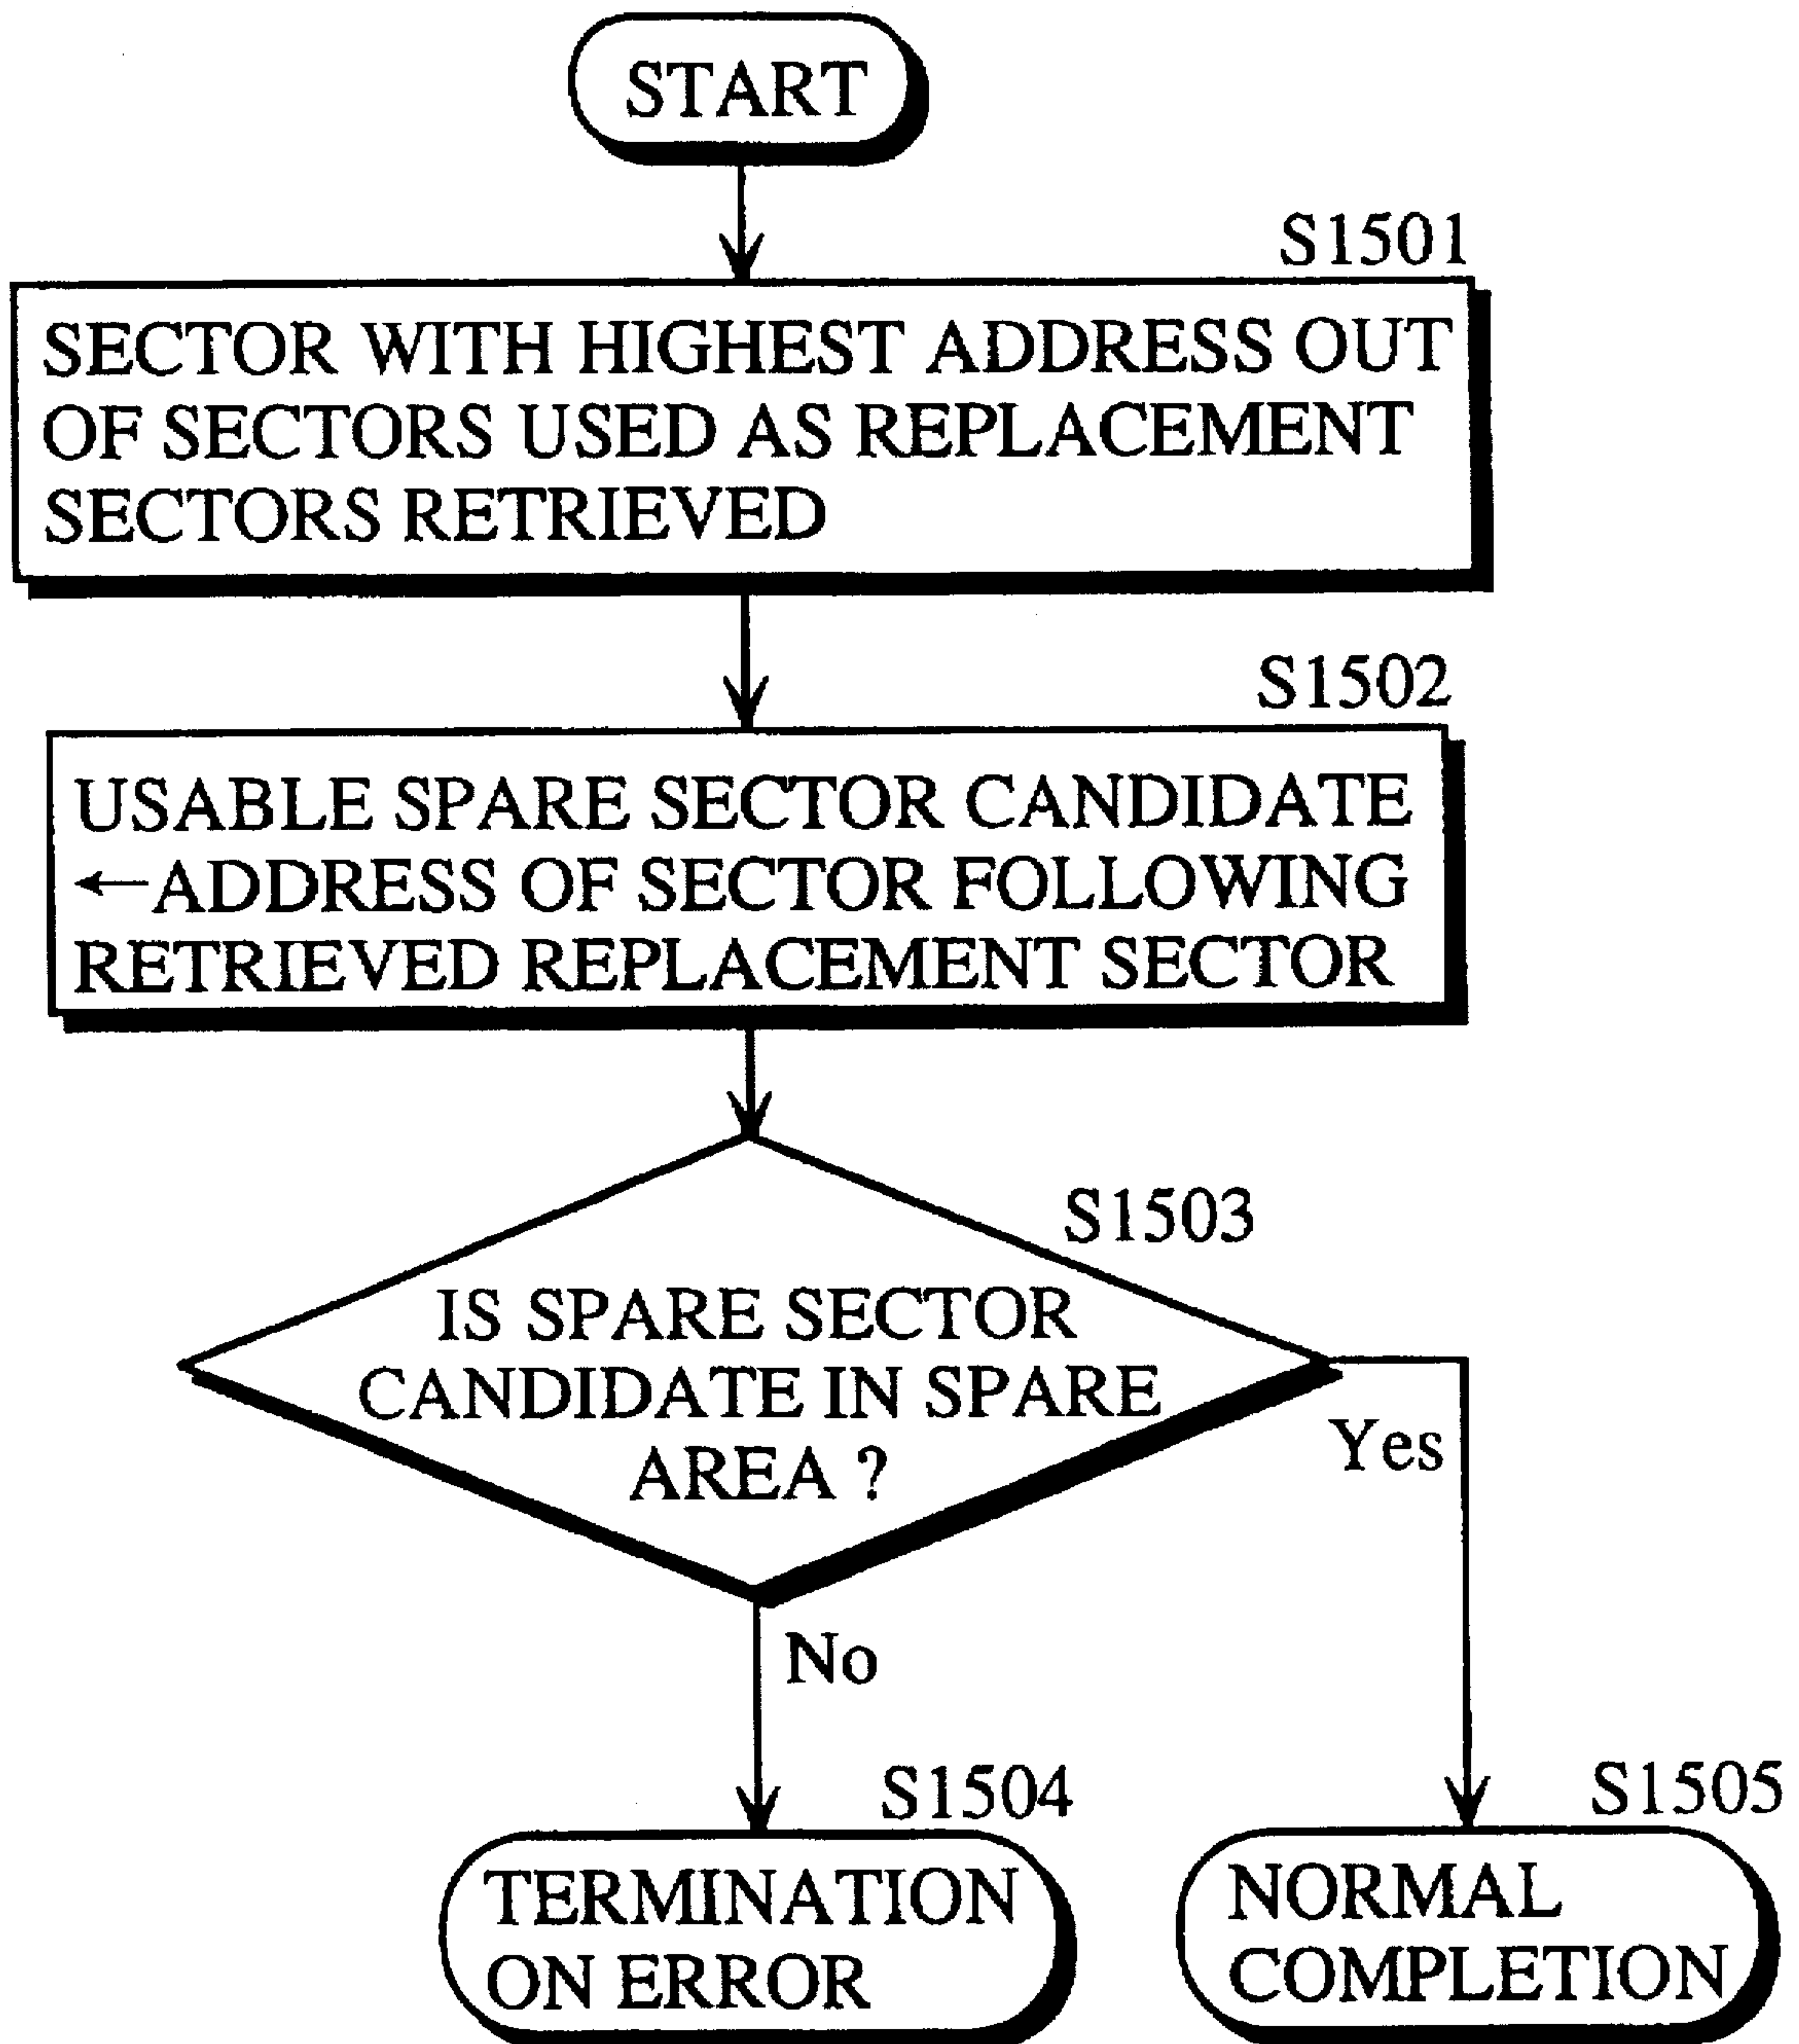 START
S1501
SECTOR WITH HIGHEST ADDRESS OUT
OF SECTORS USED AS REPLACEMENT
SECTORS RETRIEVED
S1502
USABLE SPARE SECTOR CANDIDATE
←ADDRESS OF SECTOR FOLLOWING
RETRIEVED REPLACEMENT SECTOR
S1503
IS SPARE SECTOR
CANDIDATE IN SPARE
AREA ?
Yes
No
S1504
TERMINATION
ON ERROR
S1505
NORMAL
COMPLETION